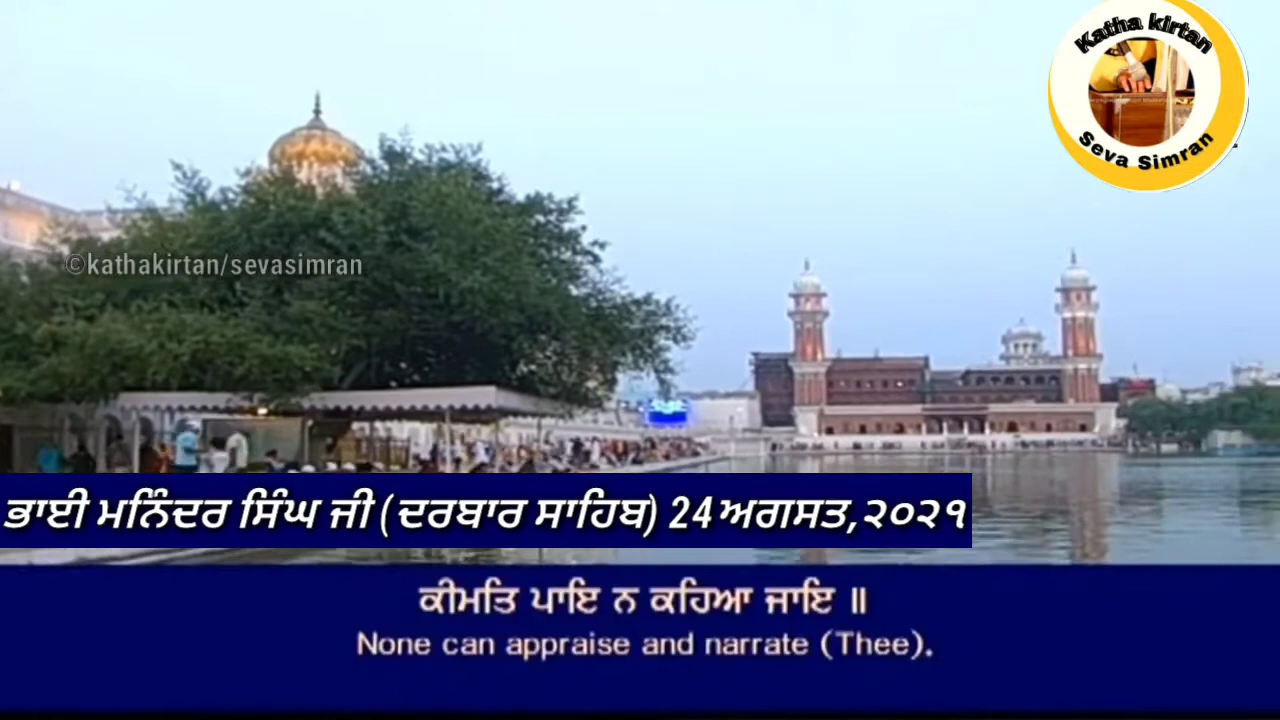 Katha kirtan
Seva Simran
©kathakirtan/sevasimran
ਭਾਈ ਮਨਿੰਦਰ ਸਿੰਘ ਜੀ (ਦਰਬਾਰ ਸਾਹਿਬ) 24 ਅਗਸਤ,੨੦੨੧
ਕੀਮਤਿ ਪਾਇ ਨ ਕਹਿਆ ਜਾਇ ॥
None can appraise and narrate (Thee).